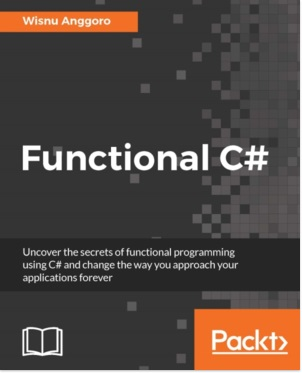 Wisnu Anggoro
Functional C#
Uncover the secrets of functional programming
using C# and change the way you approach your
applications forever
Packt>